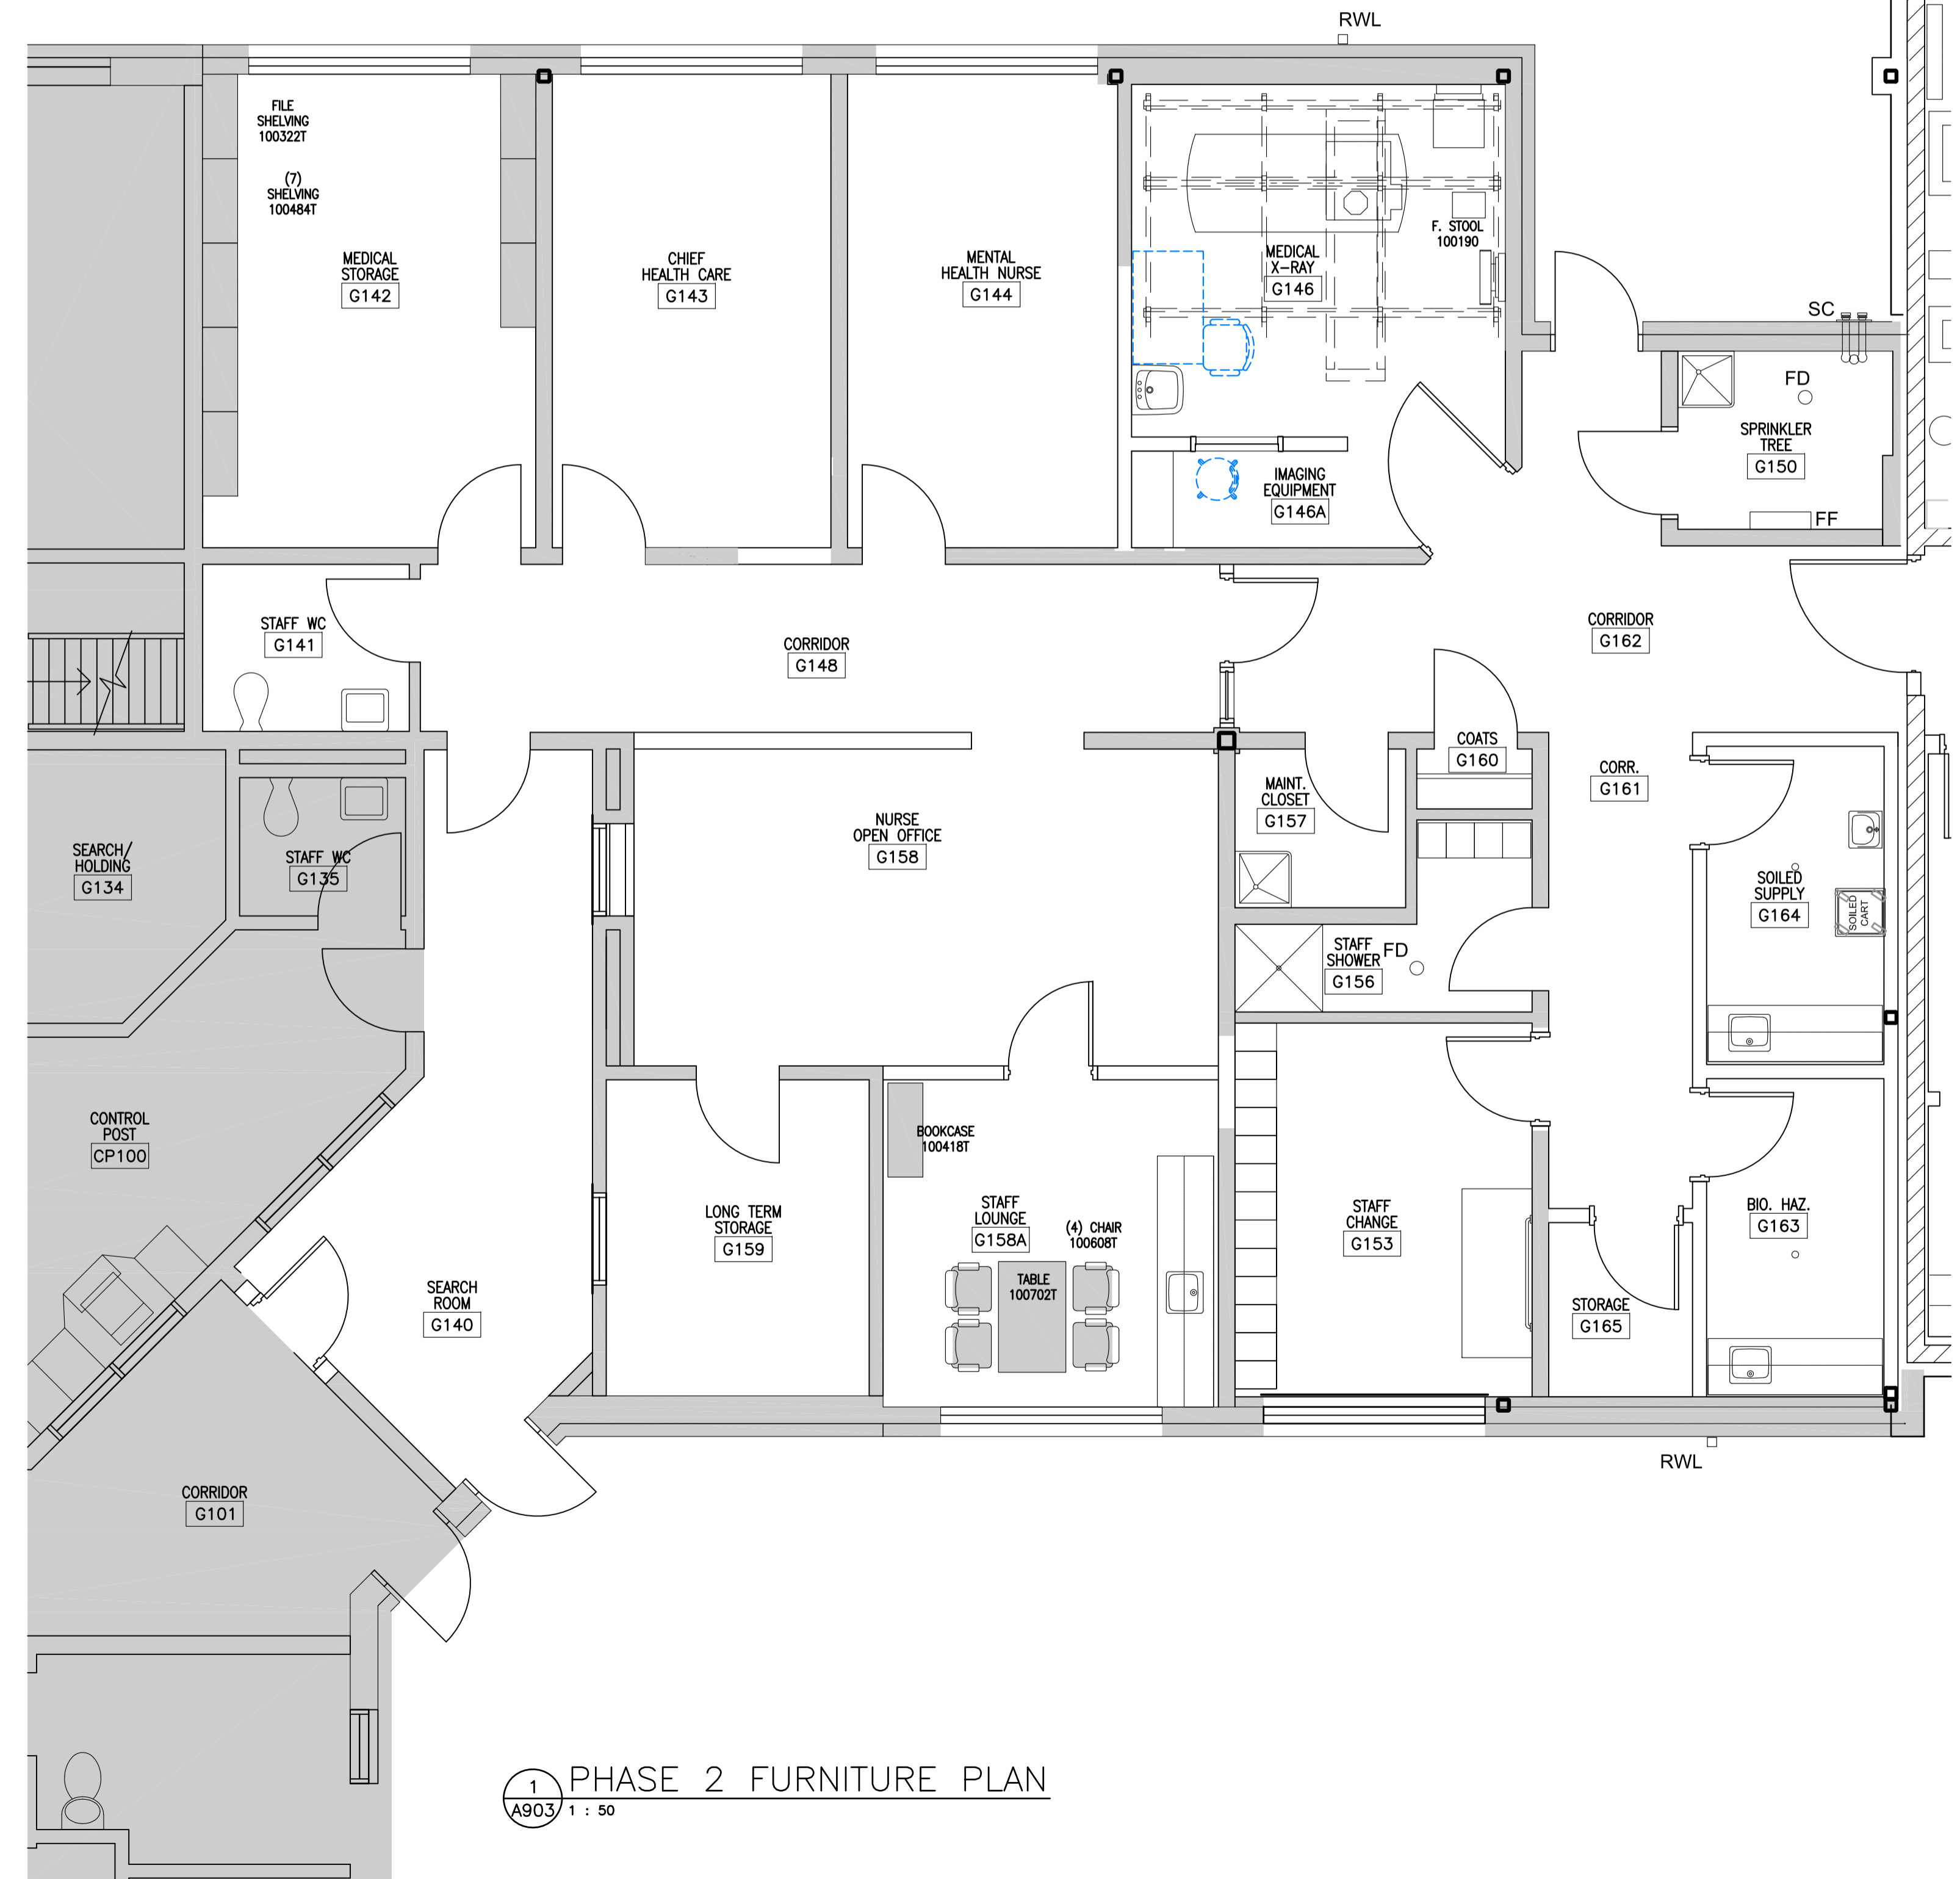 RWL
FILE
SHELVING
100322T
(7)
SHELVING
100484T
MEDICAL
STORAGE
G142
CHIEF
HEALTH CARE
G143
MENTAL
HEALTH NURSE
G144
MEDICAL
X-RAY
G146
F. STOOL
100190
SC
FD
SPRINKLER
TREE
G150
FF
IMAGING
EQUIPMENT
G146A
STAFF WC
G141
CORRIDOR
G148
CORRIDOR
G162
COATS
G160
CORR.
G161
MAINT.
CLOSET
G157
NURSE
OPEN OFFICE
G158
SEARCH/
HOLDING
G134
STAFF WC
G135
SOILED
SUPPLY
G164
SOILED
CART
STAFF
SHOWER
G156
FD
CONTROL
POST
CP100
BOOKCASE
100418T
LONG TERM
STORAGE
G159
STAFF
LOUNGE
G158A
(4) CHAIR
100608T
TABLE
100702T
STAFF
CHANGE
G153
BIO. HAZ.
G163
STORAGE
G165
SEARCH
ROOM
G140
RWL
CORRIDOR
G101
1
A903
PHASE 2 FURNITURE PLAN
1 : 50